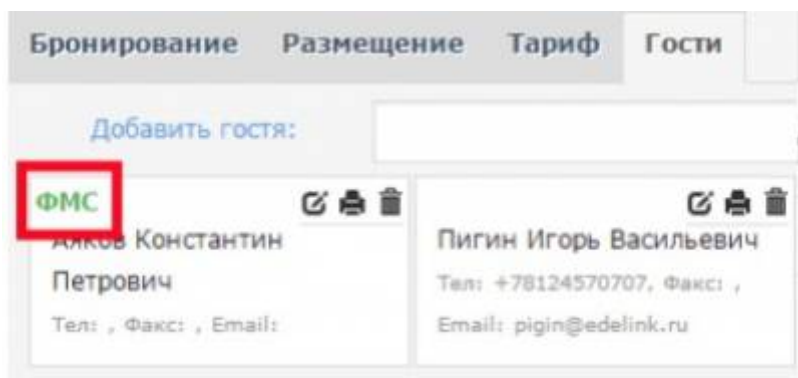 Бронирование Размещение Тариф Гости
Добавить гостя:
ФМС
Аяков Константин
Петрович
Тел: , Факс: , Email:
Пигин Игорь Васильевич
Тел: +78124570707, Факс: ,
Email: pigin@edelink.ru